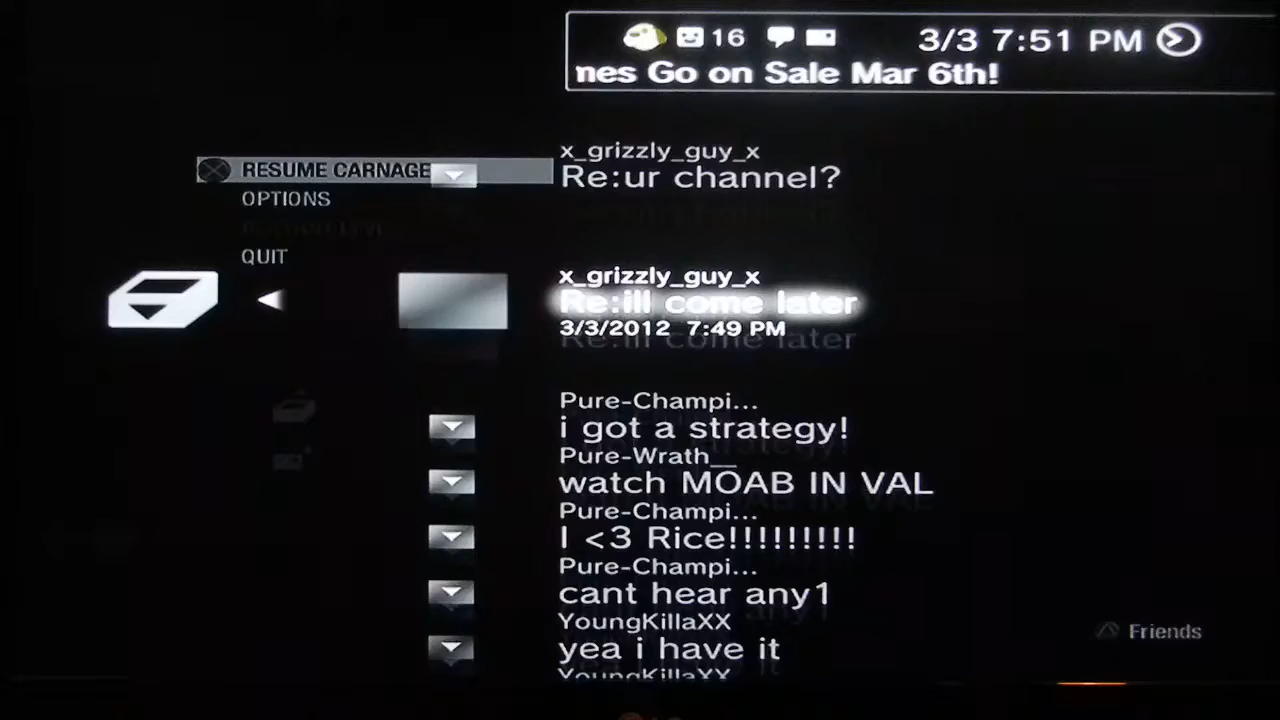 16 3/3 7:51 PM
nes Go on Sale Mar 6th!
RESUME CARNAGE
OPTIONS
QUIT
x_grizzly_guy_x
Re:ur channel?
x_grizzly_guy_x
Re:ill come later
3/3/2012 7:49 PM
Re:ill come later
Pure-Champi...
i got a strategy!
Pure-Wrath__
watch MOAB IN VAL
Pure-Champi...
I <3 Rice!!!!!!!!!
Pure-Champi...
cant hear any1
YoungKillaXX
yea i have it
YoungKillaXX
Friends